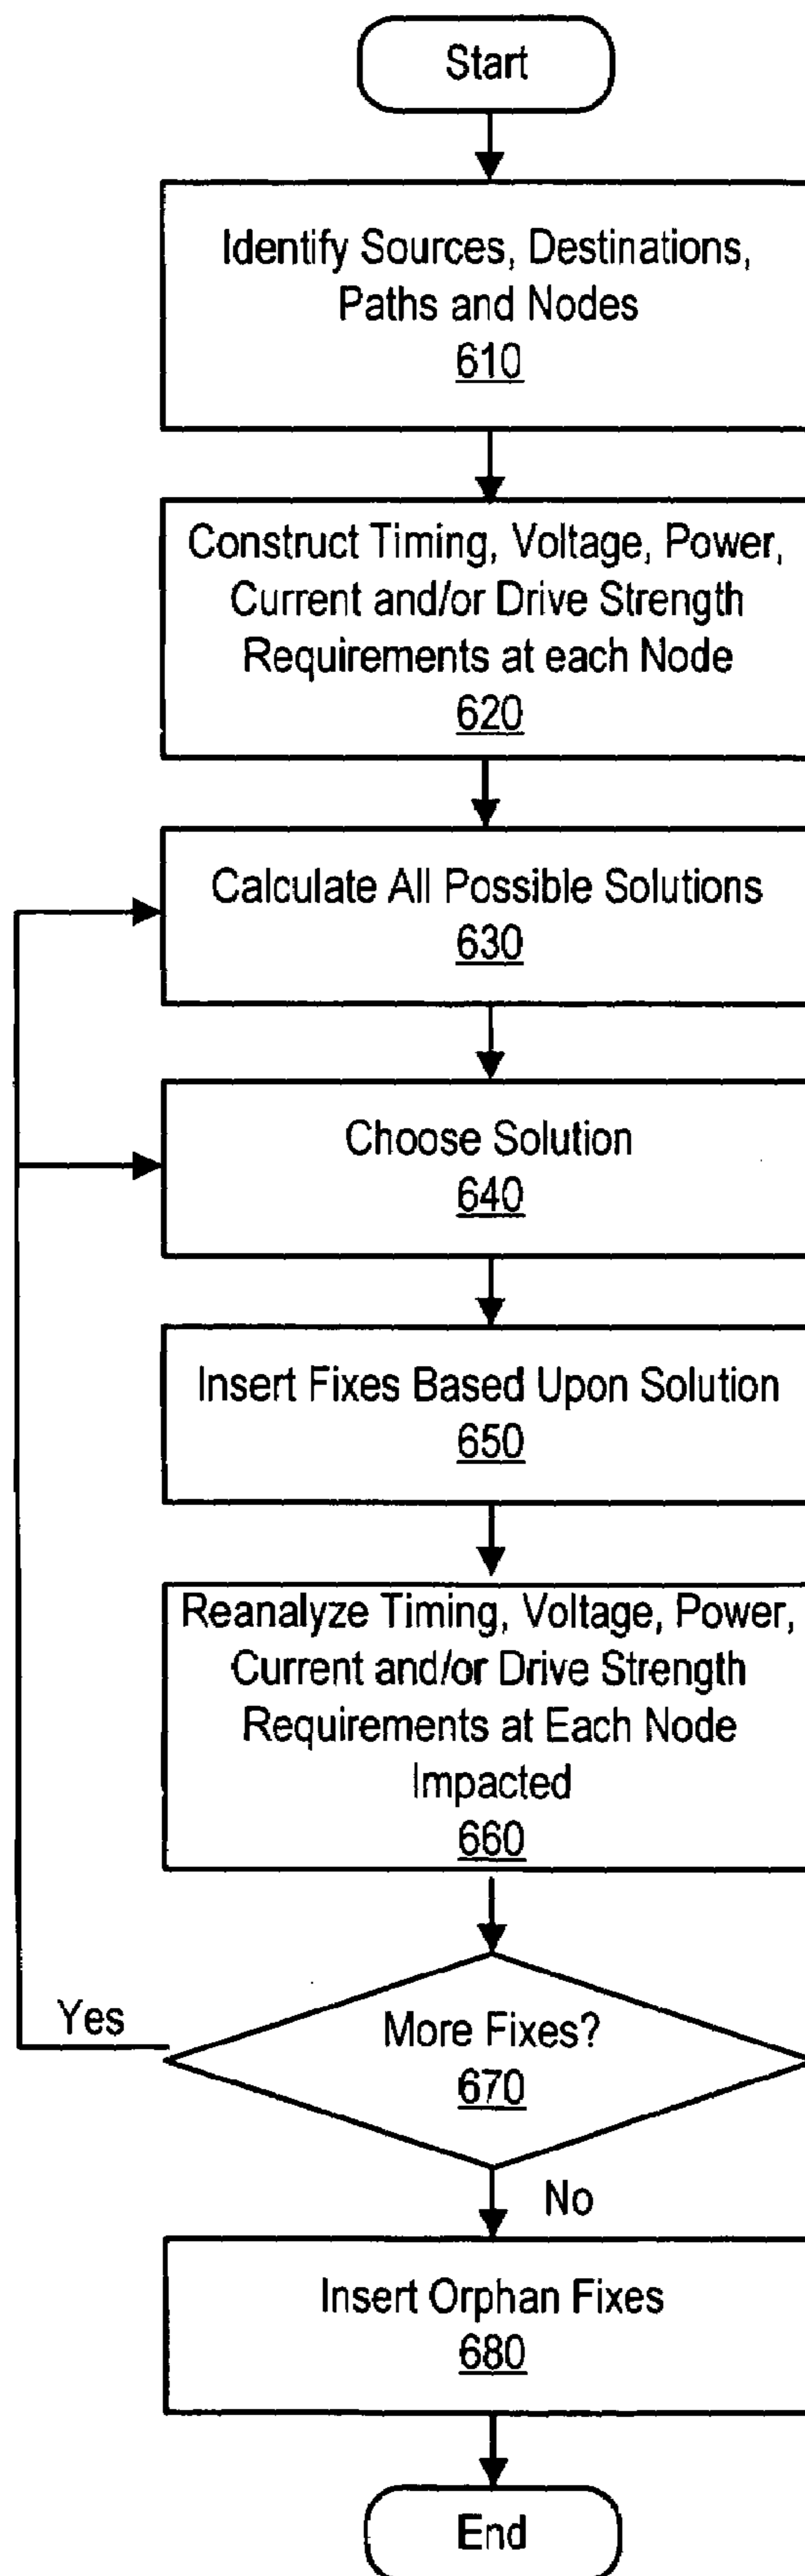 Start
Identify Sources, Destinations,
Paths and Nodes
610
Construct Timing, Voltage, Power,
Current and/or Drive Strength
Requirements at each Node
620
Calculate All Possible Solutions
630
Choose Solution
640
Insert Fixes Based Upon Solution
650
Reanalyze Timing, Voltage, Power,
Current and/or Drive Strength
Requirements at Each Node
Impacted
660
Yes
More Fixes?
670
No
Insert Orphan Fixes
680
End